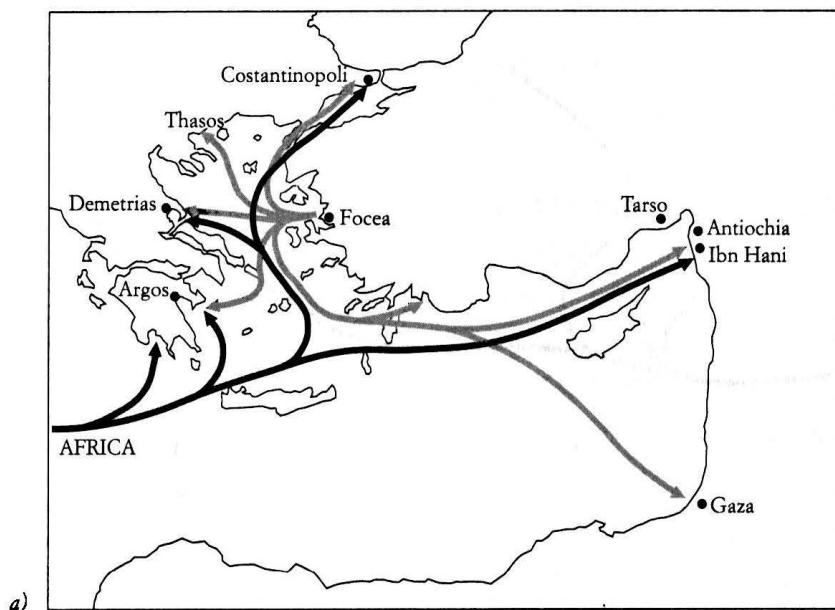 Costantinopoli
Thasos
Demetrias
Focea
Tarso
Antiochia
Ibn Hani
Argos
AFRICA
Gaza
a)